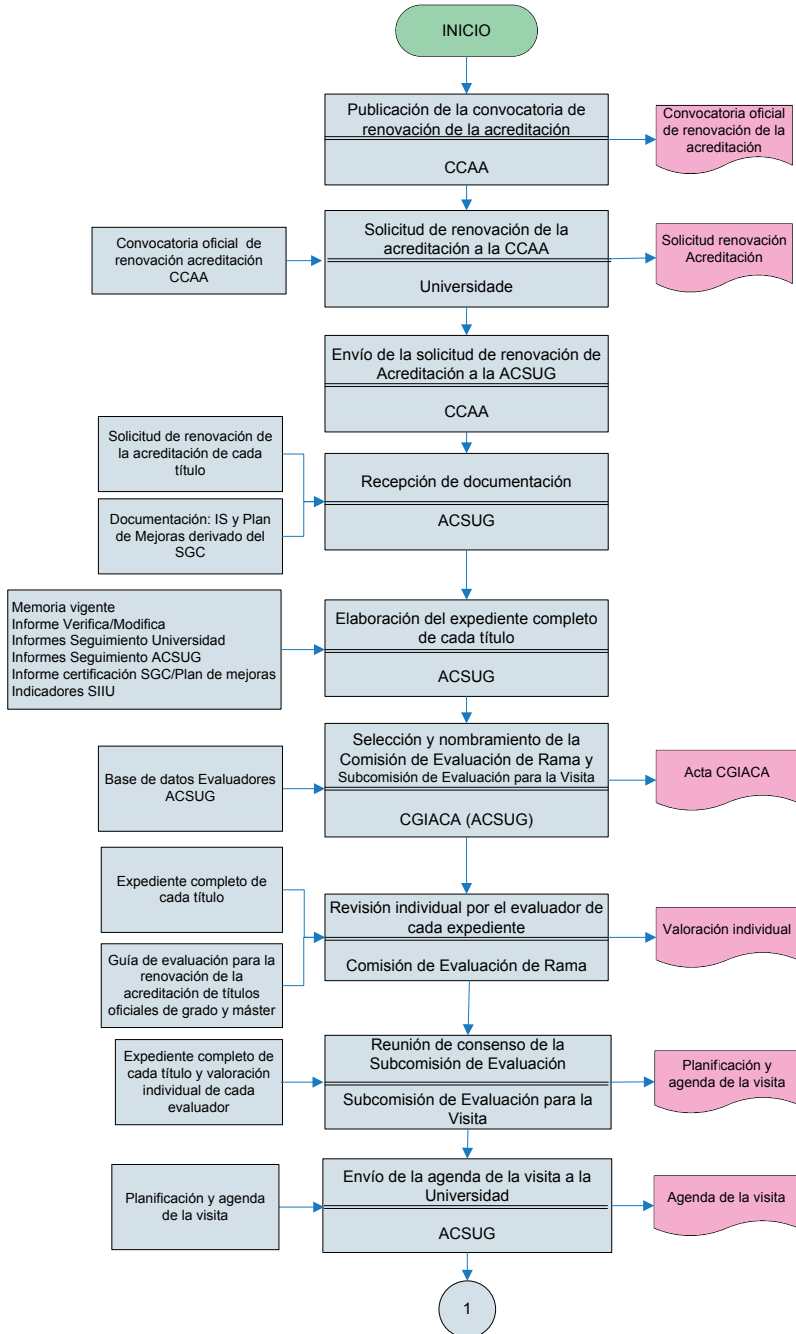 INICIO
Publicación de la convocatoria de
renovación de la acreditación
CCAA
Convocatoria oficial
de renovación de la
acreditación
Convocatoria oficial de
renovación acreditación
CCAA
Solicitud de renovación de la
acreditación a la CCAA
Universidade
Solicitud renovación
Acreditación
Envío de la solicitud de renovación de
Acreditación a la ACSUG
CCAA
Solicitud de renovación de
la acreditación de cada
título
Documentación: IS y Plan
de Mejoras derivado del
SGC
Recepción de documentación
ACSUG
Memoria vigente
Informe Verifica/Modifica
Informes Seguimiento Universidad
Informes Seguimiento ACSUG
Informe certificación SGC/Plan de mejoras
Indicadores SIIU
Elaboración del expediente completo
de cada título
ACSUG
Base de datos Evaluadores
ACSUG
Selección y nombramiento de la
Comisión de Evaluación de Rama y
Subcomisión de Evaluación para la Visita
CGIACA (ACSUG)
Acta CGIACA
Expediente completo de
cada título
Guía de evaluación para la
renovación de la
acreditación de títulos
oficiales de grado y máster
Revisión individual por el evaluador de
cada expediente
Comisión de Evaluación de Rama
Valoración individual
Expediente completo de
cada título y valoración
individual de cada
evaluador
Reunión de consenso de la
Subcomisión de Evaluación
Subcomisión de Evaluación para la
Visita
Planificación y
agenda de la visita
Planificación y agenda
de la visita
Envío de la agenda de la visita a la
Universidad
ACSUG
Agenda de la visita
1